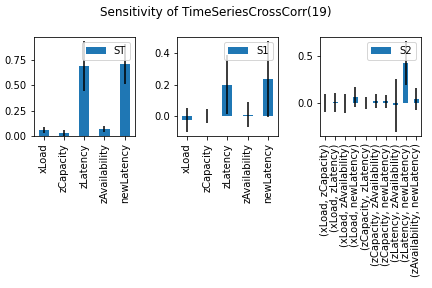 Sensitivity of TimeSeriesCrossCorr(19)
ST
0.75
0.50
0.25
0.00
xLoad
zCapacity
zLatency
zAvailability
newLatency
S1
0.4
0.2
0.0
xLoad
zCapacity
zLatency
zAvailability
newLatency
S2
0.5
0.0
(xLoad, zCapacity)
(xLoad, zLatency)
(xLoad, zAvailability)
(xLoad, newLatency)
(zCapacity, zLatency)
(zCapacity, zAvailability)
(zCapacity, newLatency)
(zLatency, zAvailability)
(zLatency, newLatency)
(zAvailability, newLatency)